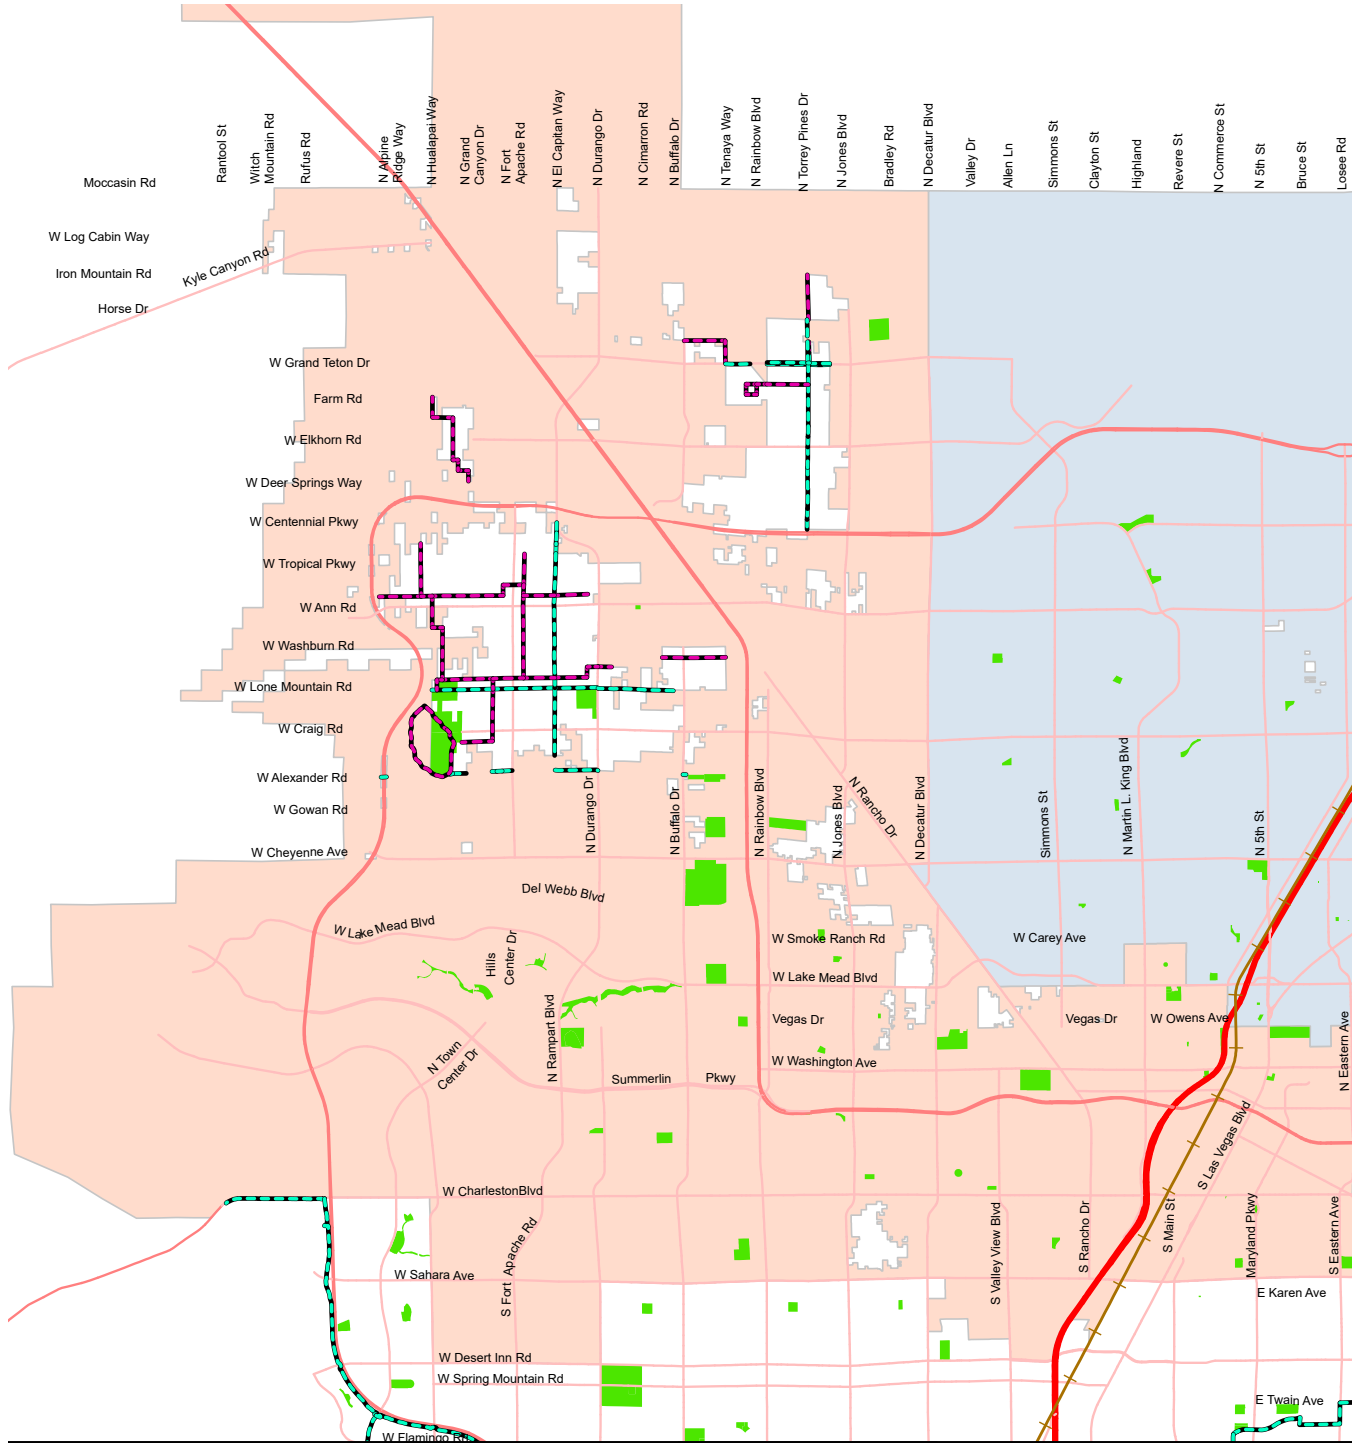 Rantool St
Witch
Mountain Rd
Rufus Rd
N Alpine
Ridge Way
N Hualapai Way
N Grand
Canyon Dr
N Fort
Apache Rd
N El Capitan Way
N Durango Dr
N Cimarron Rd
N Buffalo Dr
N Tenaya Way
N Rainbow Blvd
N Torrey Pines Dr
N Jones Blvd
Bradley Rd
N Decatur Blvd
Valley Dr
Allen Ln
Simmons St
Clayton St
Highland
Revere St
N Commerce St
N 5th St
Bruce St
Losee Rd
Moccasin Rd
W Log Cabin Way
Iron Mountain Rd
Kyle Canyon Rd
Horse Dr
W Grand Teton Dr
Farm Rd
W Elkhorn Rd
W Deer Springs Way
W Centennial Pkwy
W Tropical Pkwy
W Ann Rd
W Washburn Rd
W Lone Mountain Rd
W Craig Rd
W Alexander Rd
W Gowan Rd
W Cheyenne Ave
N Durango Dr
N Buffalo Dr
N Rainbow Blvd
N Jones Blvd
N Rancho Dr
N Decatur Blvd
Simmons St
N Martin L. King Blvd
N 5th St
Del Webb Blvd
W Lake Mead Blvd
Hills
Center Dr
W Smoke Ranch Rd
W Carey Ave
W Lake Mead Blvd
N Rampart Blvd
Vegas Dr
Vegas Dr
W Owens Ave
N Eastern Ave
N Town
Center Dr
W Washington Ave
Summerlin
Pkwy
S Las Vegas Blvd
W CharlestonBlvd
S Fort Apache Rd
S Valley View Blvd
S Rancho Dr
S Main St
Maryland Pkwy
S Eastern Ave
W Sahara Ave
E Karen Ave
W Desert Inn Rd
W Spring Mountain Rd
E Twain Ave
W Flamingo Rd